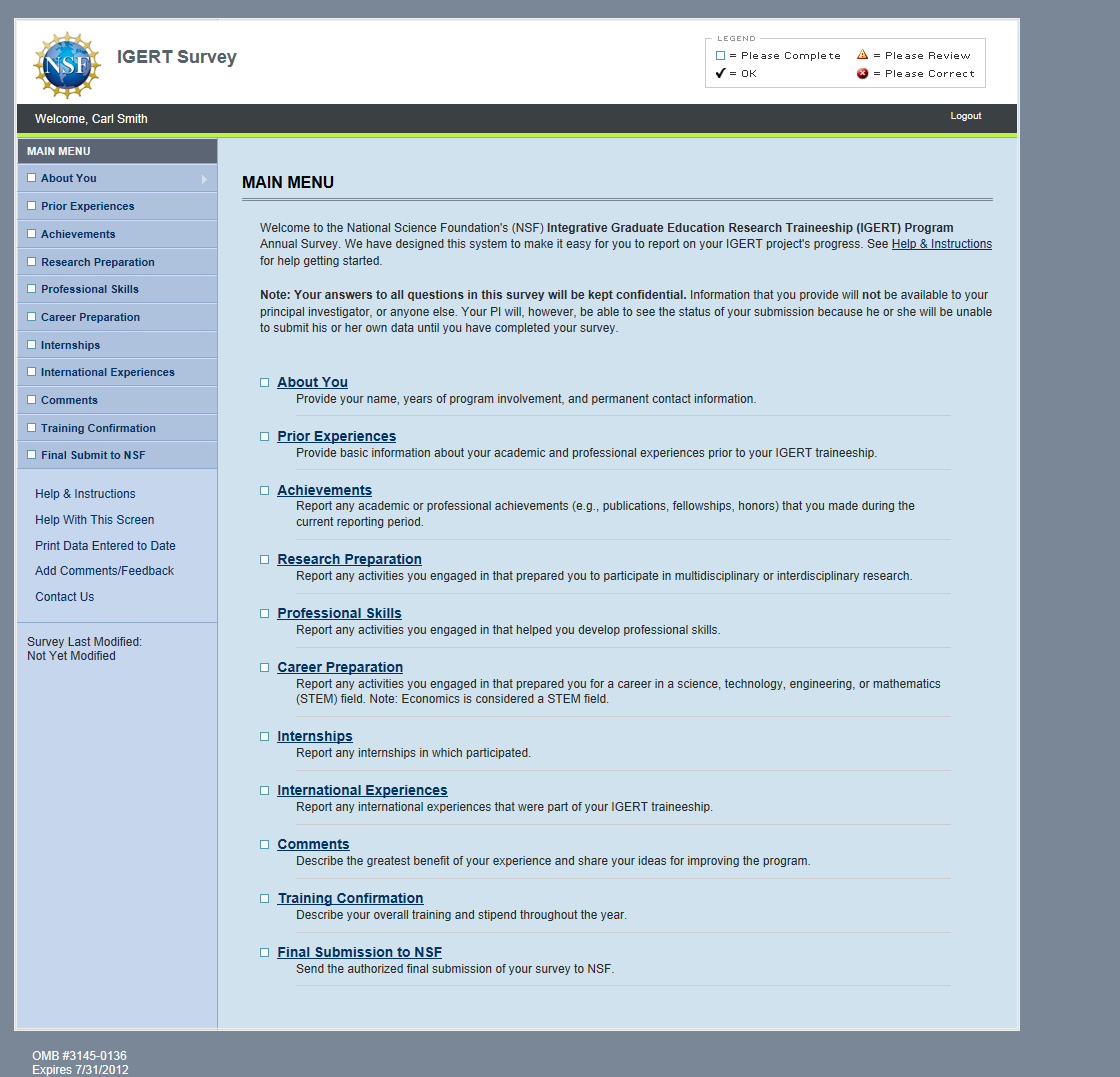 NSF
IGERT Survey
LEGEND
= Please Complete
= Please Review
= OK
= Please Correct
Welcome, Carl Smith
Logout
MAIN MENU
About You
Prior Experiences
Achievements
Research Preparation
Professional Skills
Career Preparation
Internships
International Experiences
Comments
Training Confirmation
Final Submit to NSF
Help & Instructions
Help With This Screen
Print Data Entered to Date
Add Comments/Feedback
Contact Us
Survey Last Modified:
Not Yet Modified
MAIN MENU
Welcome to the National Science Foundation's (NSF) Integrative Graduate Education Research Traineeship (IGERT) Program
Annual Survey. We have designed this system to make it easy for you to report on your IGERT project's progress. See Help & Instructions
for help getting started.
Note: Your answers to all questions in this survey will be kept confidential. Information that you provide will not be available to your
principal investigator, or anyone else. Your PI will, however, be able to see the status of your submission because he or she will be unable
to submit his or her own data until you have completed your survey.
About You
Provide your name, years of program involvement, and permanent contact information.
Prior Experiences
Provide basic information about your academic and professional experiences prior to your IGERT traineeship.
Achievements
Report any academic or professional achievements (e.g., publications, fellowships, honors) that you made during the
current reporting period.
Research Preparation
Report any activities you engaged in that prepared you to participate in multidisciplinary or interdisciplinary research.
Professional Skills
Report any activities you engaged in that helped you develop professional skills.
Career Preparation
Report any activities you engaged in that prepared you for a career in a science, technology, engineering, or mathematics
(STEM) field. Note: Economics is considered a STEM field.
Internships
Report any internships in which participated.
International Experiences
Report any international experiences that were part of your IGERT traineeship.
Comments
Describe the greatest benefit of your experience and share your ideas for improving the program.
Training Confirmation
Describe your overall training and stipend throughout the year.
Final Submission to NSF
Send the authorized final submission of your survey to NSF.
OMB #3145-0136
Expires 7/31/2012